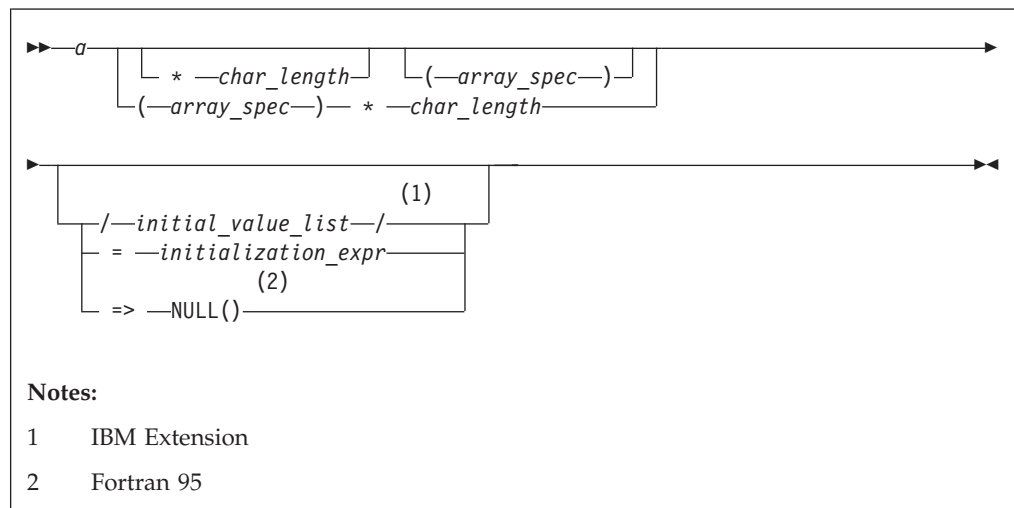 a
* char_length (array_spec)
(array_spec) * char_length
(1)
/initial_value_list/
= initialization_expr
(2)
=> NULL()
Notes:
1 IBM Extension
2 Fortran 95